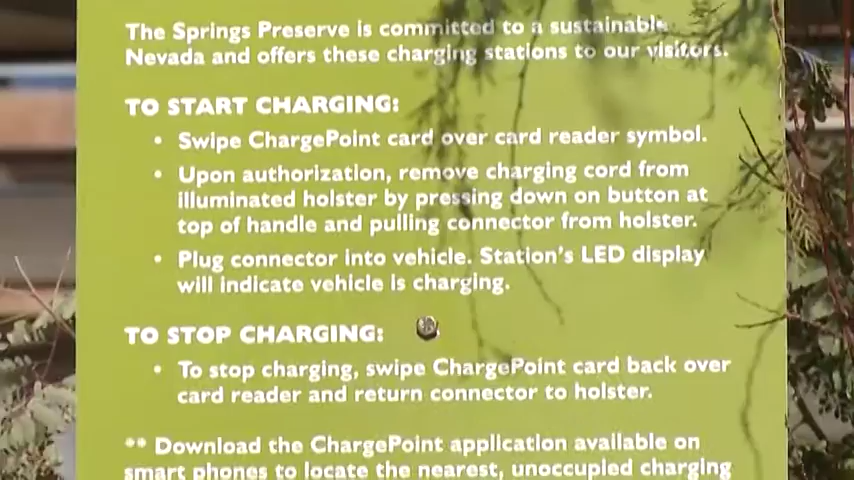 The Springs Preserve is committed to a sustainable
Nevada and offers these charging stations to our visitors.
TO START CHARGING:
• Swipe ChargePoint card over card reader symbol.
• Upon authorization, remove charging cord from
illuminated holster by pressing down on button at
top of handle and pulling connector from holster.
• Plug connector into vehicle. Station's LED display
will indicate vehicle is charging.
TO STOP CHARGING:
• To stop charging, swipe ChargePoint card back over
card reader and return connector to holster.
** Download the ChargePoint application available on
smart phones to locate the nearest, unoccupied charging